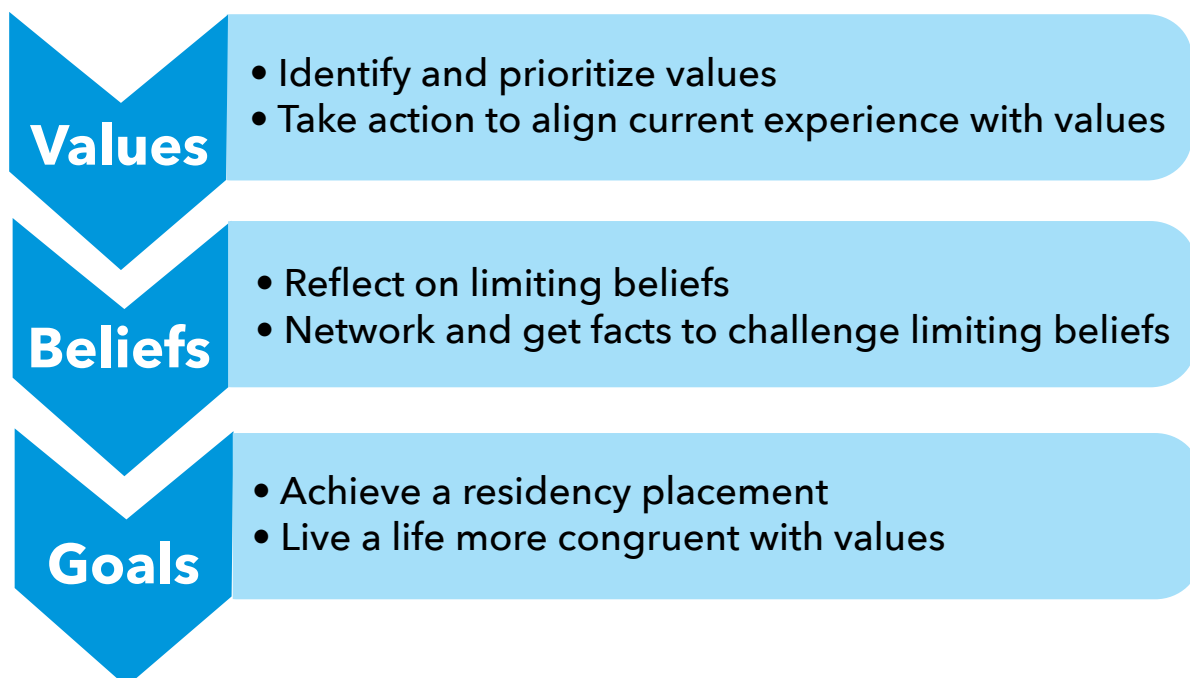 Values
• Identify and prioritize values
• Take action to align current experience with values
Beliefs
• Reflect on limiting beliefs
• Network and get facts to challenge limiting beliefs
Goals
• Achieve a residency placement
• Live a life more congruent with values